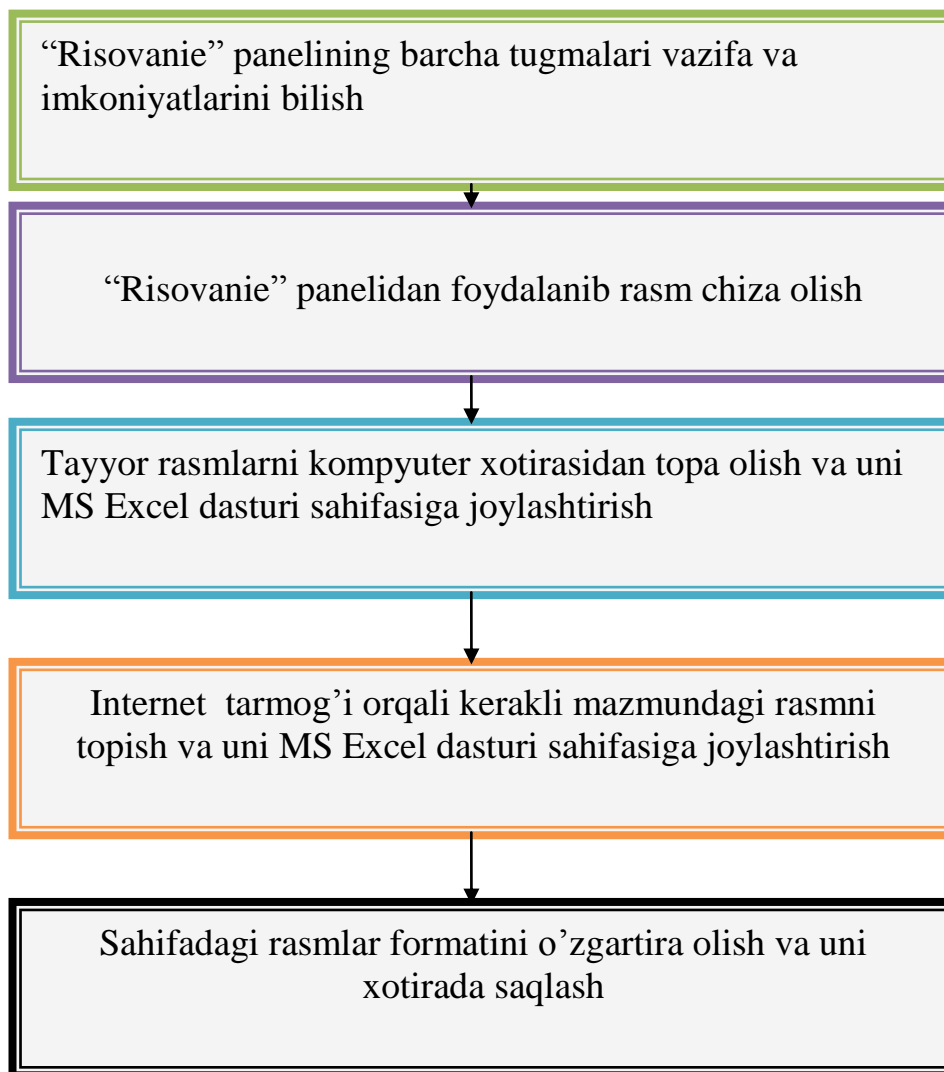 “Risovanie” panelining barcha tugmalari vazifa va
imkoniyatlarini bilish
“Risovanie” panelidan foydalanib rasm chiza olish
Tayyor rasmlarni kompyuter xotirasidan topa olish va uni
MS Excel dasturi sahifasiga joylashtirish
Internet  tarmog’i orqali kerakli mazmundagi rasmni
topish va uni MS Excel dasturi sahifasiga joylashtirish
Sahifadagi rasmlar formatini o’zgartira olish va uni
xotirada saqlash